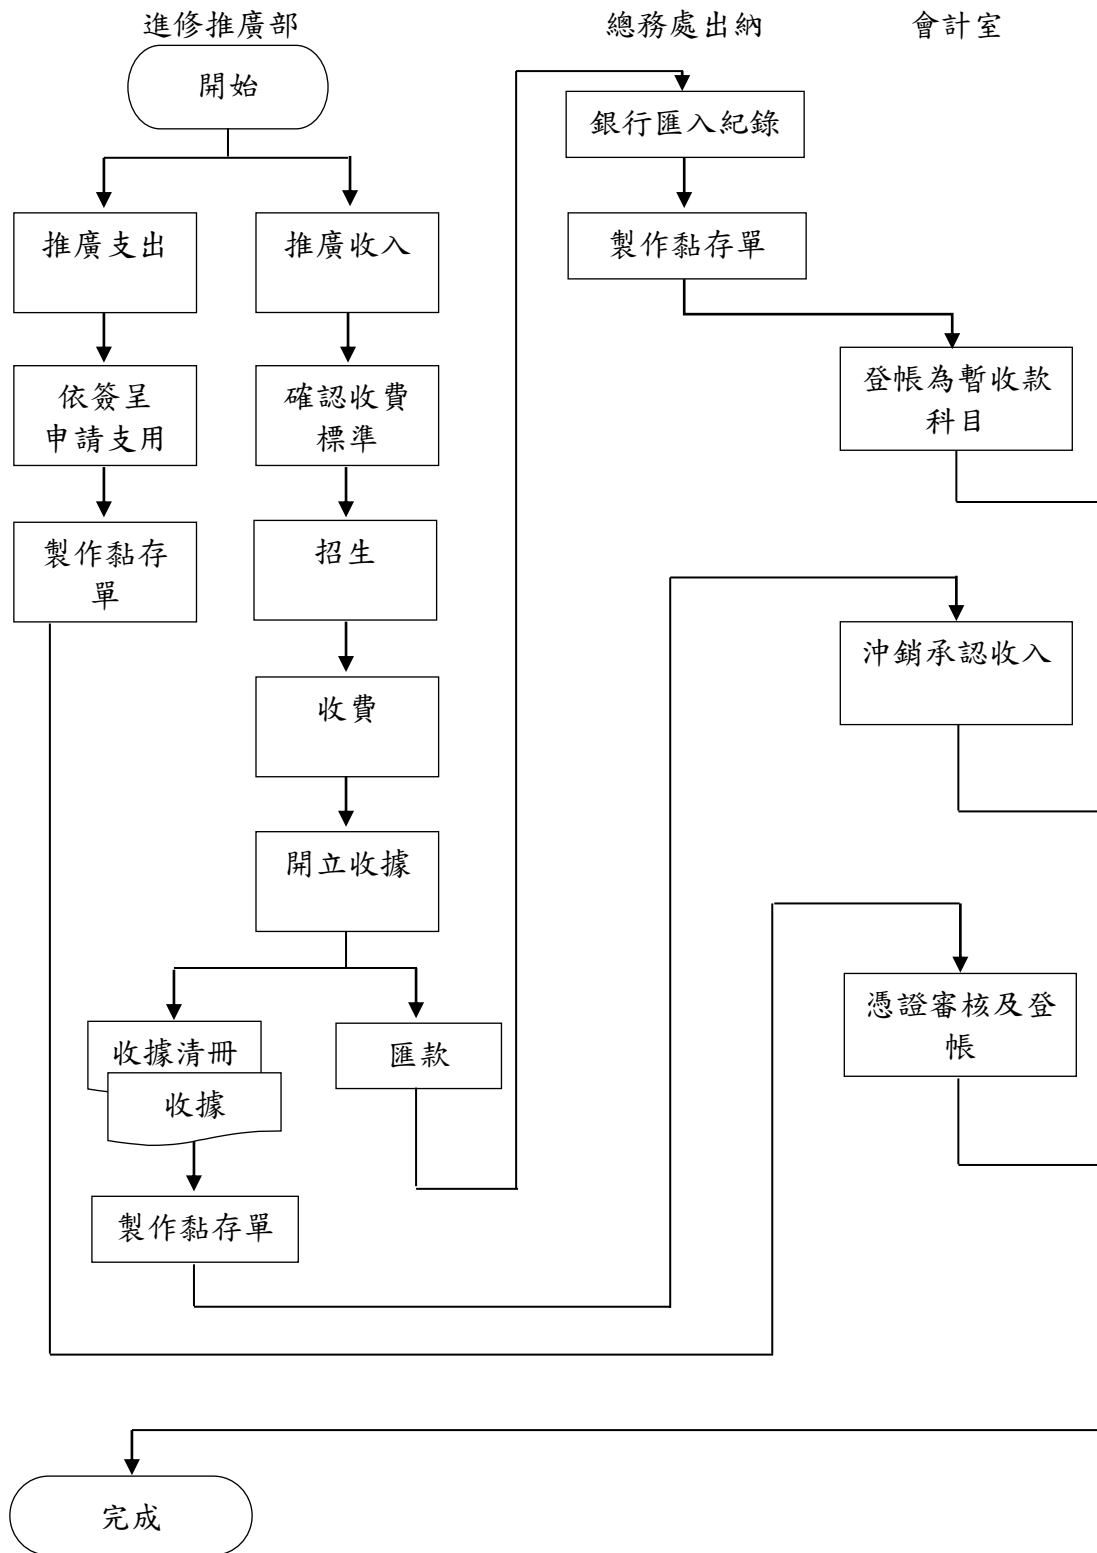 進修推廣部
總務處出納
會計室
開始
推廣支出
依簽呈
申請支用
製作黏存
單
推廣收入
確認收費
標準
招生
收費
開立收據
收據清冊
收據
製作黏存單
匯款
銀行匯入紀錄
製作黏存單
登帳為暫收款
科目
沖銷承認收入
憑證審核及登
帳
完成